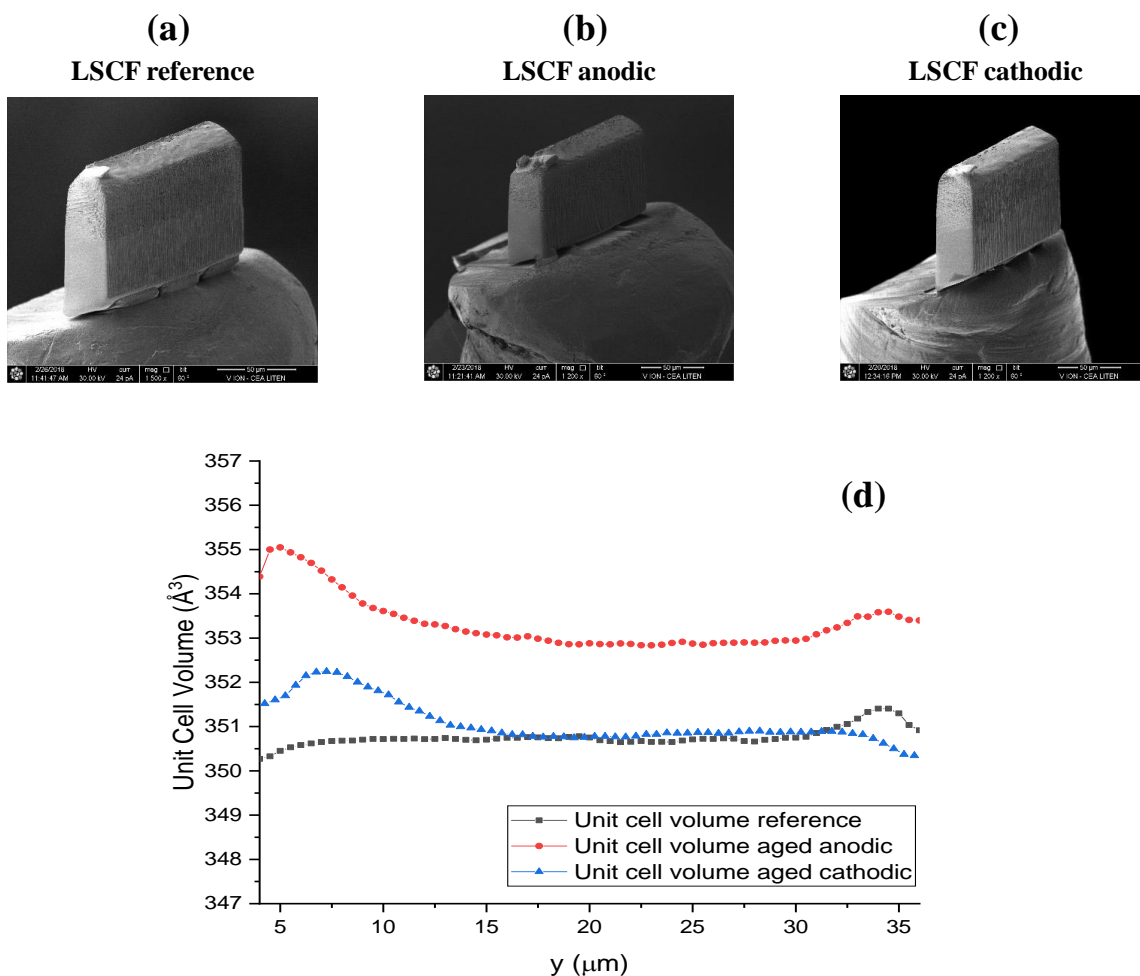 (a)
LSCF reference
(b)
LSCF anodic
(c)
LSCF cathodic
2/26/2018 HV curr mag □ tilt 50 µm
11:41:47 AM 30.00 kV 24 pA 1 500 x 60 ° V ION - CEA LITEN
2/23/2018 HV curr mag □ tilt 50 µm
11:21:41 AM 30.00 kV 24 pA 1 200 x 60 ° V ION - CEA LITEN
2/20/2018 HV curr mag □ tilt 50 µm
12:34:16 PM 30.00 kV 24 pA 1 200 x 60 ° V ION - CEA LITEN
(d)
Unit Cell Volume (Å³)
357
356
355
354
353
352
351
350
349
348
347
Unit cell volume reference
Unit cell volume aged anodic
Unit cell volume aged cathodic
5 10 15 20 25 30 35
y (µm)